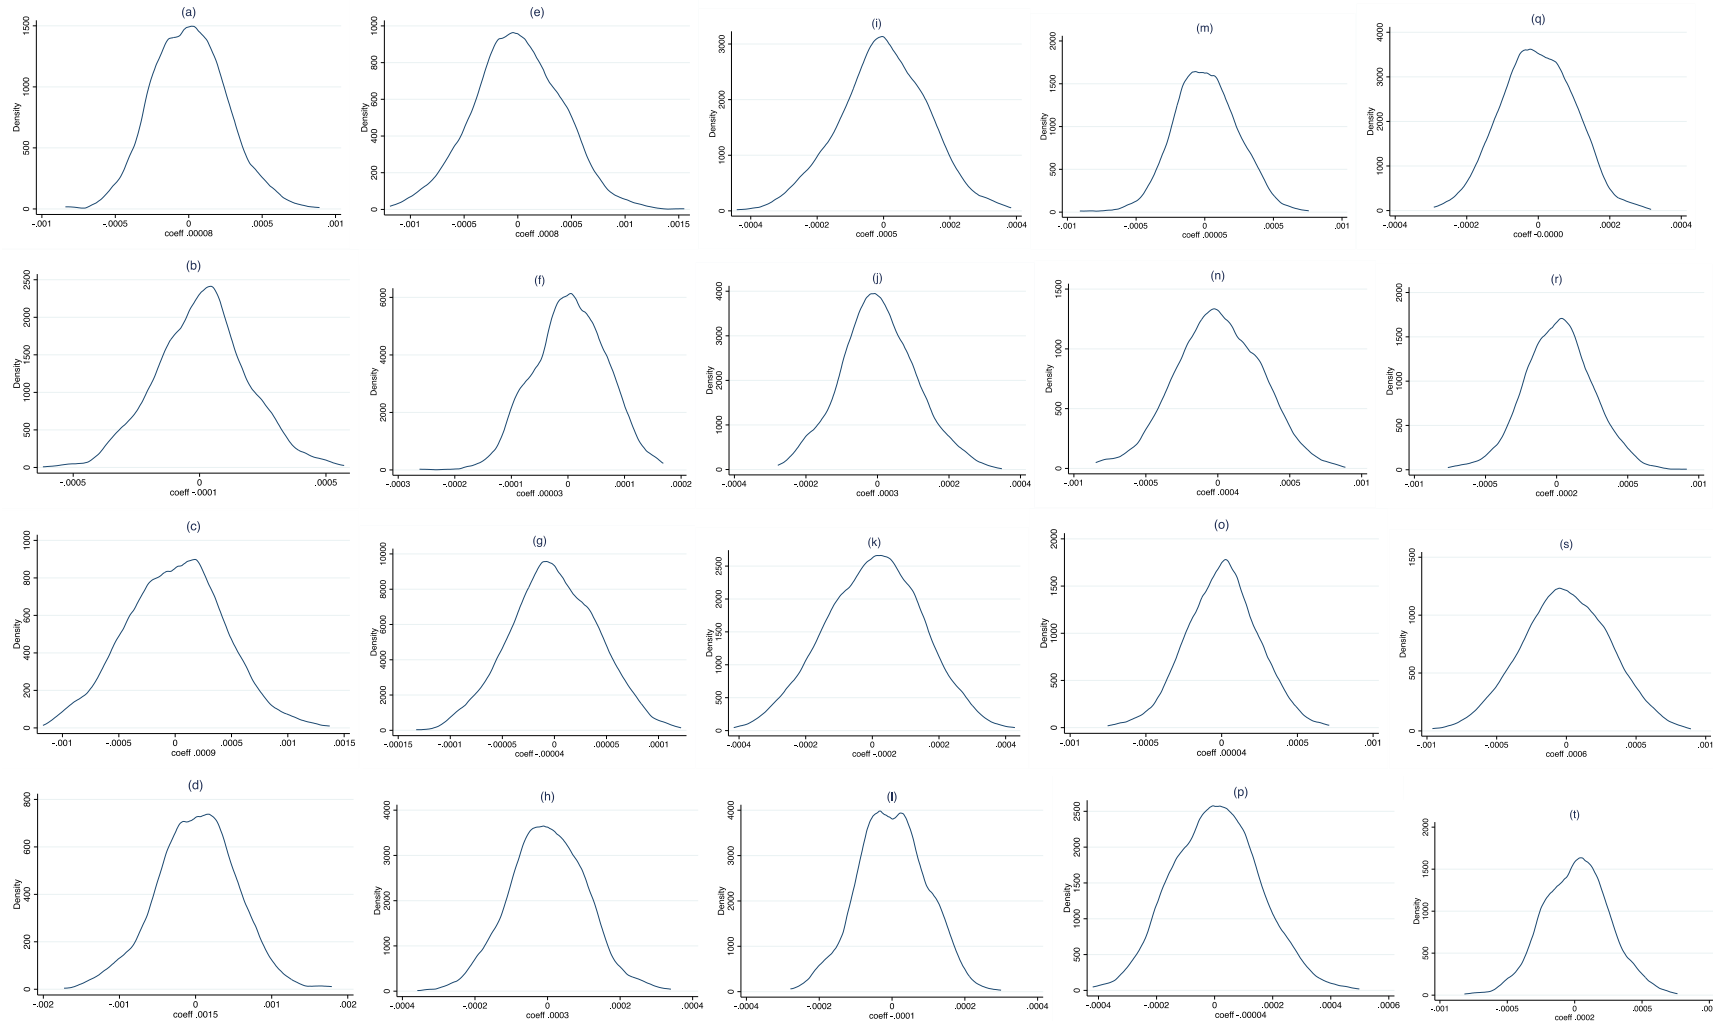 (a)
1500
1000
500
0
Density
-.001 -.0005 0 .0005 .001
coeff .00008
(b)
2500
2000
1500
1000
500
0
Density
-.0005 0 .0005
coeff -.0001
(c)
1000
800
600
400
200
0
Density
-.001 -.0005 0 .0005 .001 .0015
coeff .0009
(d)
800
600
400
200
0
Density
-.002 -.001 0 .001 .002
coeff .0015
(e)
1000
800
600
400
200
0
Density
-.001 -.0005 0 .0005 .001 .0015
coeff .0008
(f)
6000
4000
2000
0
Density
-.0003 -.0002 -.0001 0 .0001 .0002
coeff .00003
(g)
10000
8000
6000
4000
2000
0
Density
-.00015 -.0001 -.00005 0 .00005 .0001
coeff -.00004
(h)
4000
3000
2000
1000
0
Density
-.0004 -.0002 0 .0002 .0004
coeff .0003
(i)
3000
2000
1000
0
Density
-.0004 -.0002 0 .0002 .0004
coeff .0005
(j)
4000
3000
2000
1000
0
Density
-.0004 -.0002 0 .0002 .0004
coeff .0003
(k)
2500
2000
1500
1000
500
0
Density
-.0004 -.0002 0 .0002 .0004
coeff -.0002
(l)
4000
3000
2000
1000
0
Density
-.0004 -.0002 0 .0002 .0004
coeff -.0001
(m)
2000
1500
1000
500
0
Density
-.001 -.0005 0 .0005 .001
coeff .00005
(n)
1500
1000
500
0
Density
-.001 -.0005 0 .0005 .001
coeff .0004
(o)
2000
1500
1000
500
0
Density
-.001 -.0005 0 .0005 .001
coeff .00004
(p)
2500
2000
1500
1000
500
0
Density
-.0004 -.0002 0 .0002 .0004 .0006
coeff -.00004
(q)
4000
3000
2000
1000
0
Density
-.0004 -.0002 0 .0002 .0004
coeff -0.0000
(r)
2000
1500
1000
500
0
Density
-.001 -.0005 0 .0005 .001
coeff .0002
(s)
1500
1000
500
0
Density
-.001 -.0005 0 .0005 .001
coeff .0006
(t)
2000
1500
1000
500
0
Density
-.001 -.0005 0 .0005 .00
coeff .0002